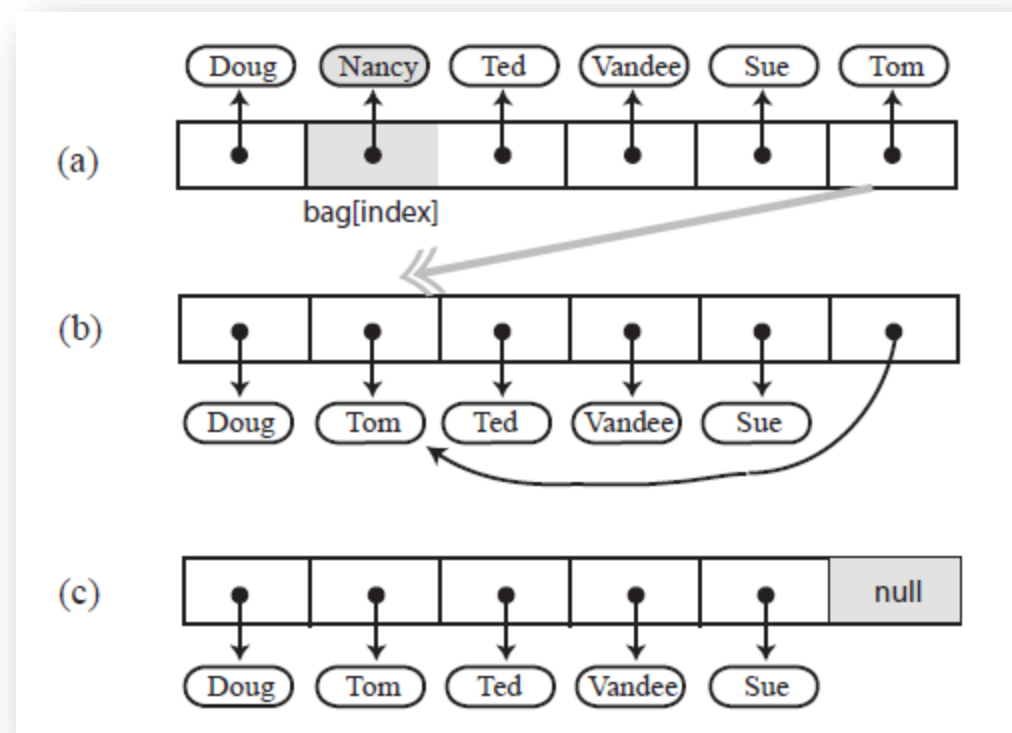 Doug Nancy Ted Vandee Sue Tom
(a)
bag[index]
(b)
Doug Tom Ted Vandee Sue
(c) null
Doug Tom Ted Vandee Sue